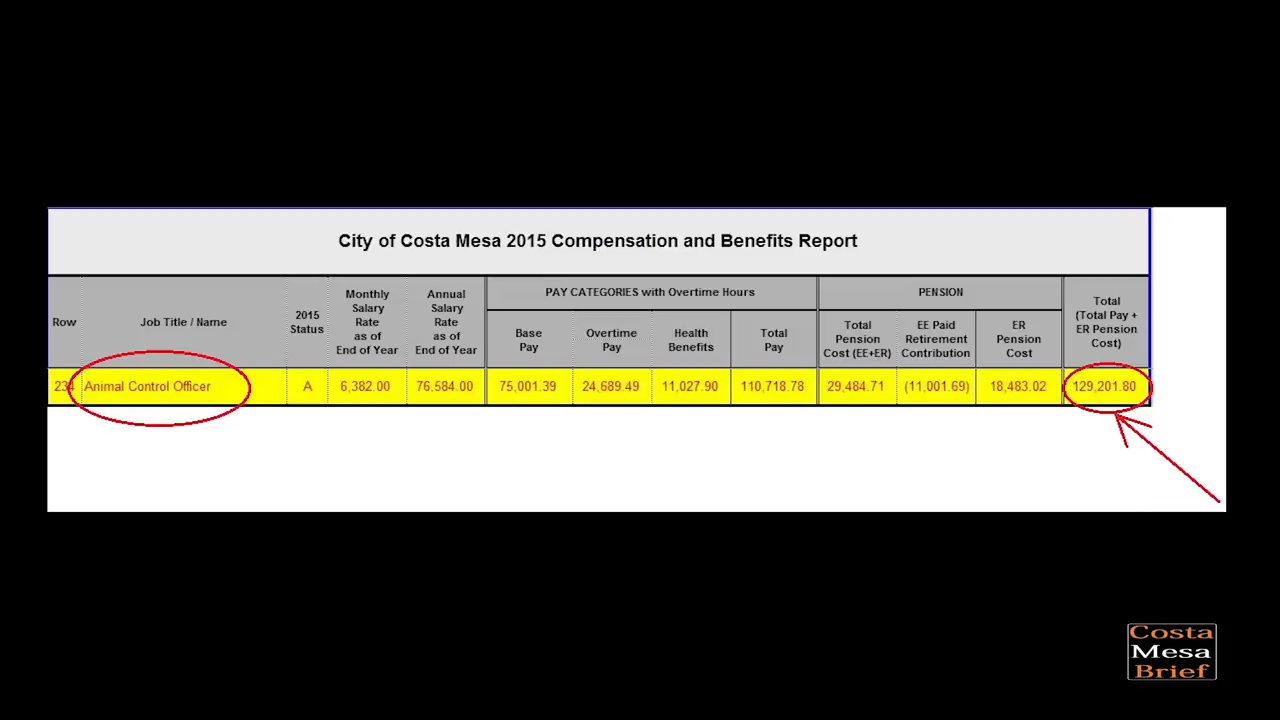 City of Costa Mesa 2015 Compensation and Benefits Report
Row
Job Title / Name
2015
Status
Monthly
Salary
Rate
as of
End of Year
Annual
Salary
Rate
as of
End of Year
PAY CATEGORIES with Overtime Hours
Base
Pay
Overtime
Pay
Health
Benefits
Total
Pay
PENSION
Total
Pension
Cost (EE+ER)
EE Paid
Retirement
Contribution
ER
Pension
Cost
Total
(Total Pay +
ER Pension
Cost)
234 Animal Control Officer A 6,382.00 76,584.00 75,001.39 24,689.49 11,027.90 110,718.78 29,484.71 (11,001.69) 18,483.02 129,201.80
Costa
Mesa
Brief